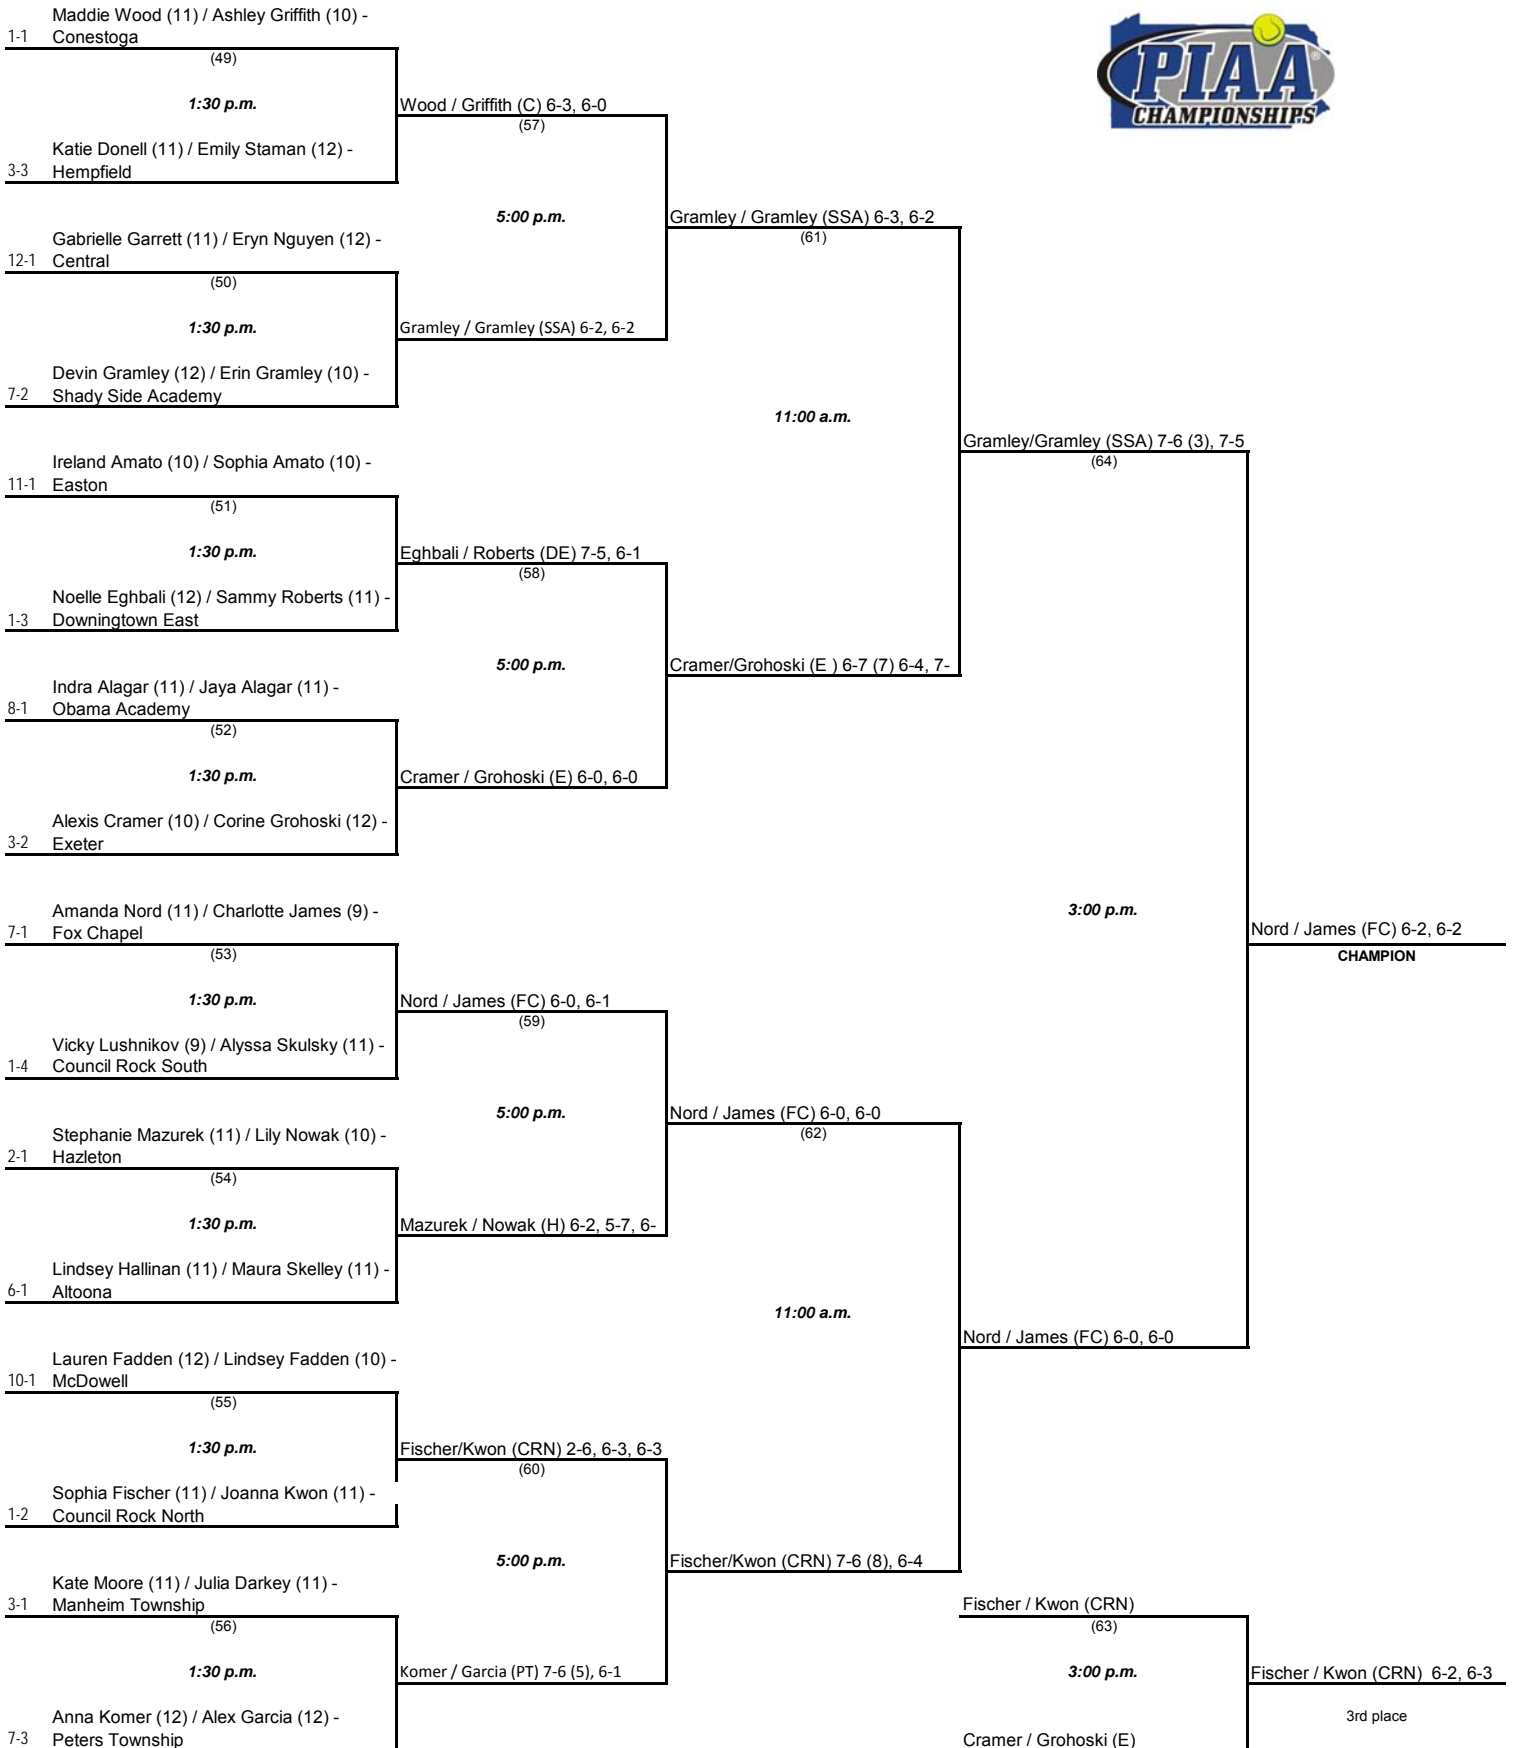 Maddie Wood (11) / Ashley Griffith (10) -
1-1 Conestoga
(49)
1:30 p.m.
Wood / Griffith (C) 6-3, 6-0
(57)
Katie Donell (11) / Emily Staman (12) -
3-3 Hempfield
5:00 p.m.
Gramley / Gramley (SSA) 6-3, 6-2
(61)
Gabrielle Garrett (11) / Eryn Nguyen (12) -
12-1 Central
(50)
1:30 p.m.
Gramley / Gramley (SSA) 6-2, 6-2
Devin Gramley (12) / Erin Gramley (10) -
7-2 Shady Side Academy
11:00 a.m.
Gramley/Gramley (SSA) 7-6 (3), 7-5
(64)
Ireland Amato (10) / Sophia Amato (10) -
11-1 Easton
(51)
1:30 p.m.
Eghbali / Roberts (DE) 7-5, 6-1
(58)
Noelle Eghbali (12) / Sammy Roberts (11) -
1-3 Downingtown East
5:00 p.m.
Cramer/Grohoski (E ) 6-7 (7) 6-4, 7-
Indra Alagar (11) / Jaya Alagar (11) -
8-1 Obama Academy
(52)
1:30 p.m.
Cramer / Grohoski (E) 6-0, 6-0
Alexis Cramer (10) / Corine Grohoski (12) -
3-2 Exeter
3:00 p.m.
Nord / James (FC) 6-2, 6-2
CHAMPION
Amanda Nord (11) / Charlotte James (9) -
7-1 Fox Chapel
(53)
1:30 p.m.
Nord / James (FC) 6-0, 6-1
(59)
Vicky Lushnikov (9) / Alyssa Skulsky (11) -
1-4 Council Rock South
5:00 p.m.
Nord / James (FC) 6-0, 6-0
(62)
Stephanie Mazurek (11) / Lily Nowak (10) -
2-1 Hazleton
(54)
1:30 p.m.
Mazurek / Nowak (H) 6-2, 5-7, 6-
Lindsey Hallinan (11) / Maura Skelley (11) -
6-1 Altoona
11:00 a.m.
Nord / James (FC) 6-0, 6-0
Lauren Fadden (12) / Lindsey Fadden (10) -
10-1 McDowell
(55)
1:30 p.m.
Fischer/Kwon (CRN) 2-6, 6-3, 6-3
(60)
Sophia Fischer (11) / Joanna Kwon (11) -
1-2 Council Rock North
5:00 p.m.
Fischer/Kwon (CRN) 7-6 (8), 6-4
Kate Moore (11) / Julia Darkey (11) -
3-1 Manheim Township
(56)
1:30 p.m.
Komer / Garcia (PT) 7-6 (5), 6-1
Anna Komer (12) / Alex Garcia (12) -
7-3 Peters Township
Fischer / Kwon (CRN)
(63)
3:00 p.m.
Fischer / Kwon (CRN) 6-2, 6-3
3rd place
Cramer / Grohoski (E)
PIAA
CHAMPIONSHIPS
®